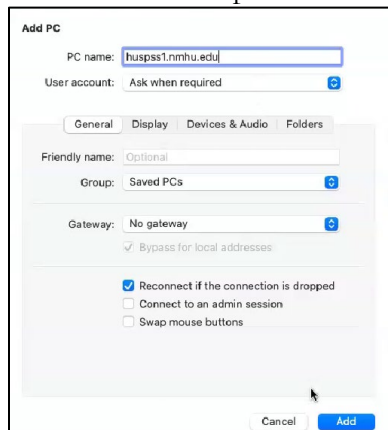 Add PC
PC name: huspss1.nmhu.edu
User account: Ask when required
General Display Devices & Audio Folders
Friendly name: Optional
Group: Saved PCs
Gateway: No gateway
Bypass for local addresses
Reconnect if the connection is dropped
Connect to an admin session
Swap mouse buttons
Cancel Add